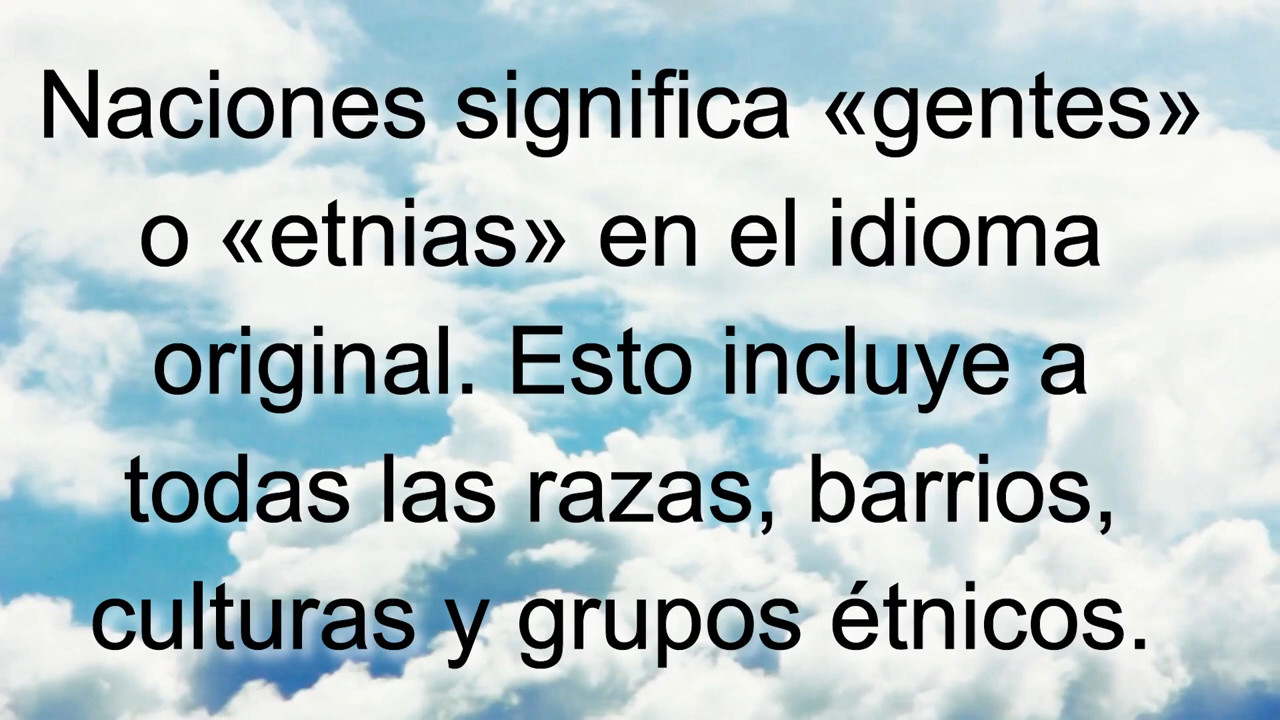 Naciones significa «gentes»
o «etnias» en el idioma
original. Esto incluye a
todas las razas, barrios,
culturas y grupos étnicos.